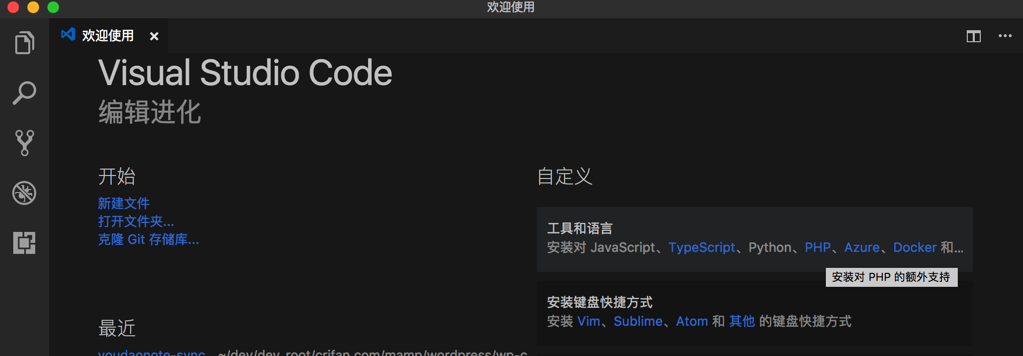 欢迎使用
欢迎使用
Visual Studio Code
编辑进化
开始
新建文件
打开文件夹...
克隆 Git 存储库...
最近
youdaonote-sync ~/dev/dev_root/crifan.com/mamp/wordpress/wp-c
自定义
工具和语言
安装对 JavaScript、TypeScript、Python、PHP、Azure、Docker 和...
安装对 PHP 的额外支持
安装键盘快捷方式
安装 Vim、Sublime、Atom 和 其他 的键盘快捷方式